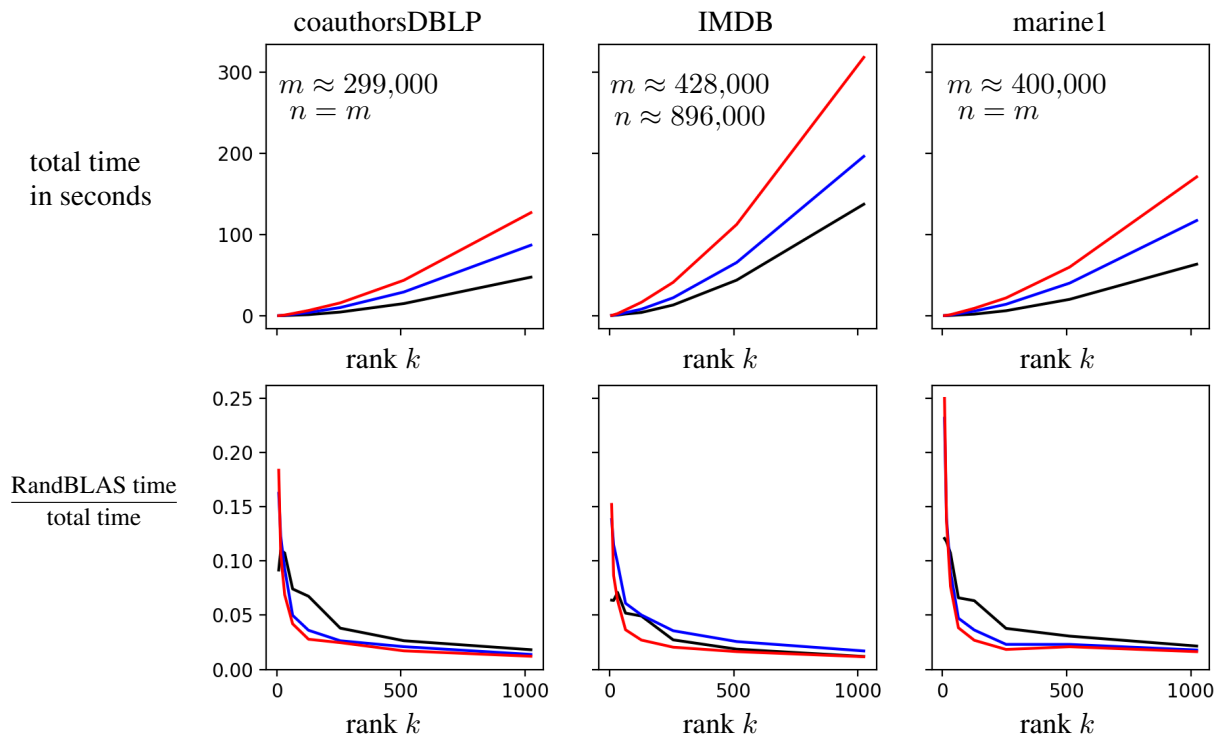 coauthorsDBLP
IMDB
marine1
total time
in seconds
300
200
100
0
m ≈ 299,000
n = m
m ≈ 428,000
n ≈ 896,000
m ≈ 400,000
n = m
rank k
rank k
rank k
RandBLAS time
total time
0.25
0.20
0.15
0.10
0.05
0.00
0 500 1000
0 500 1000
0 500 1000
rank k
rank k
rank k